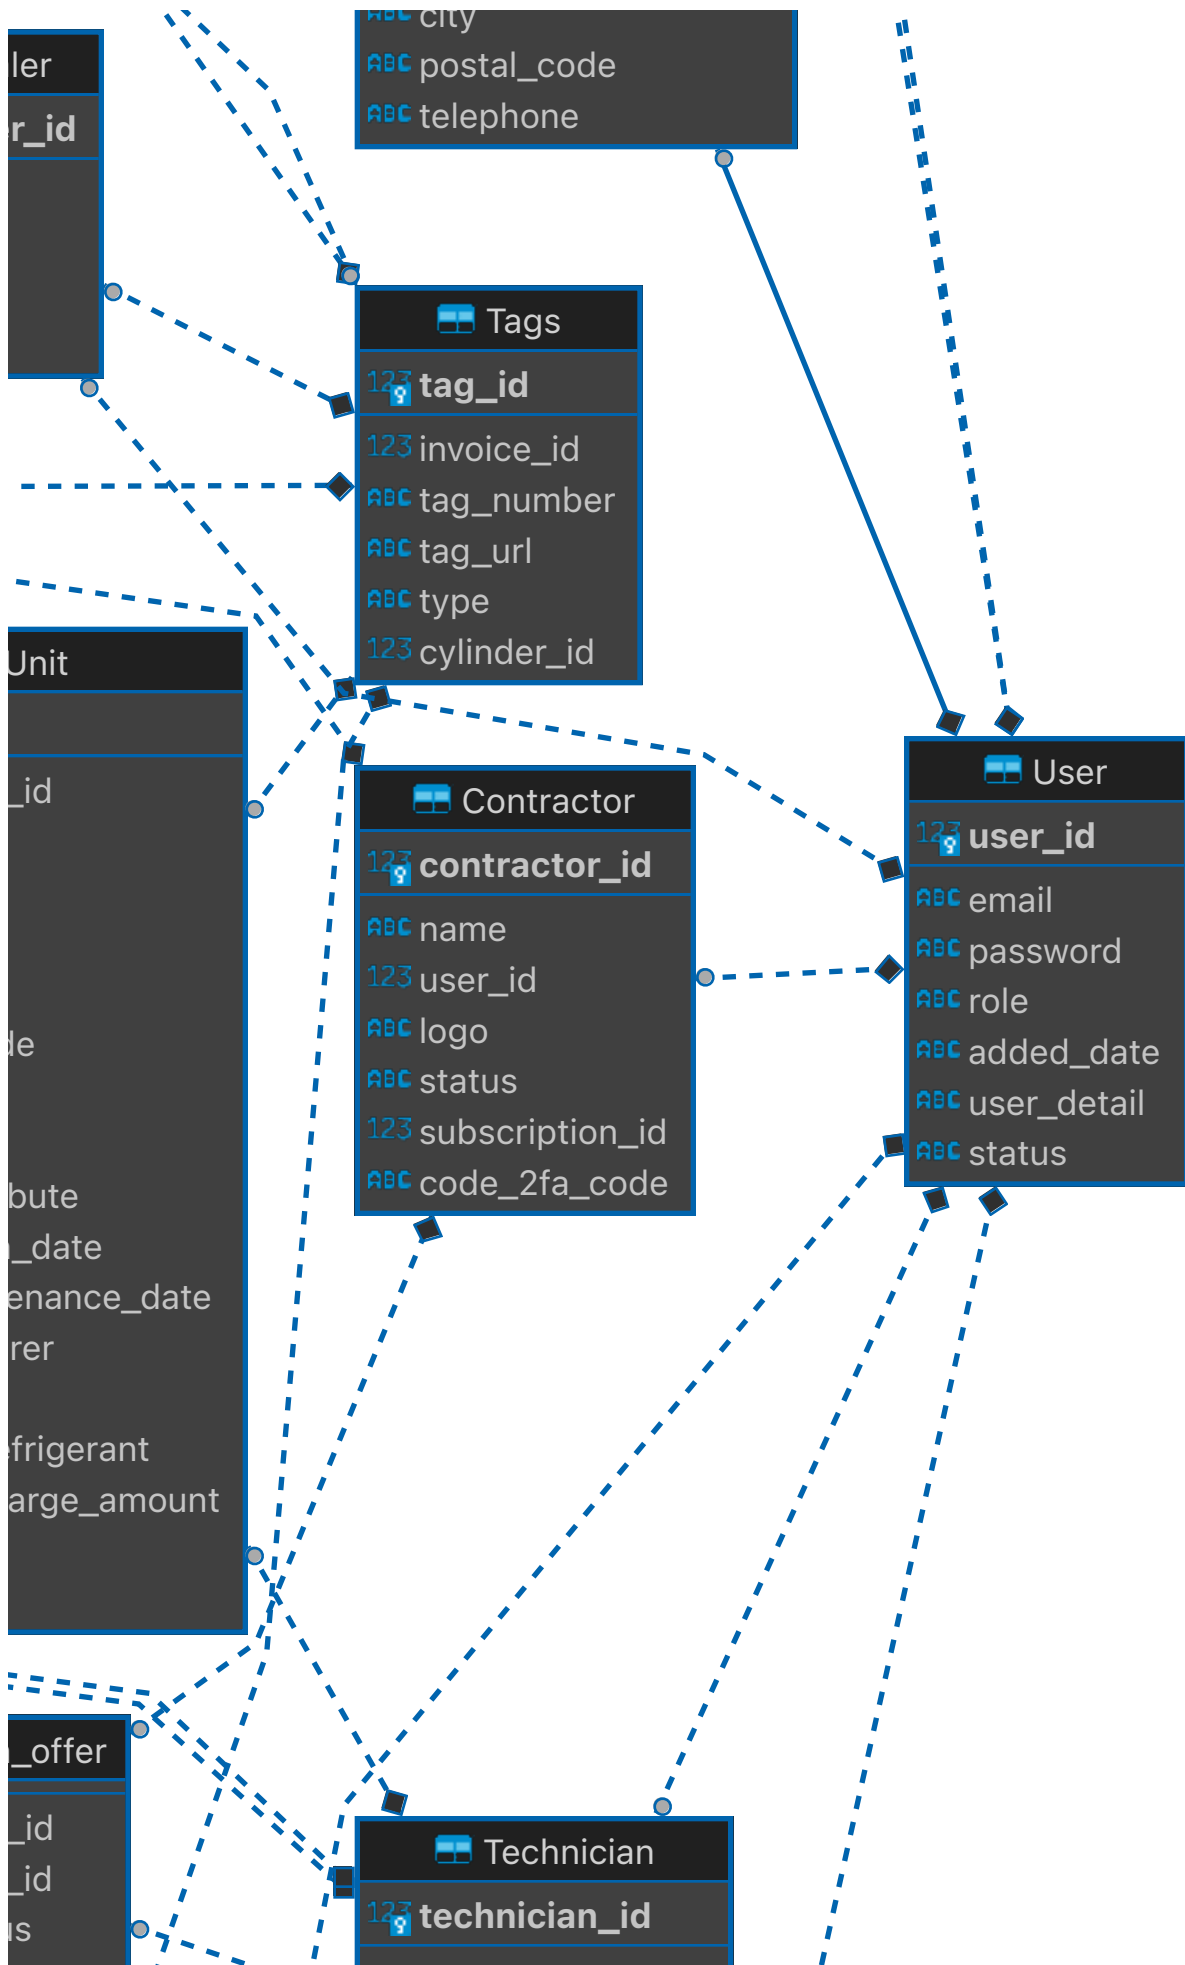 city
postal_code
telephone
ler
r_id
Tags
tag_id
invoice_id
tag_number
tag_url
type
cylinder_id
Unit
_id
de
bute
_date
enance_date
rer
efrigerant
arge_amount
Contractor
contractor_id
name
user_id
logo
status
subscription_id
code_2fa_code
User
user_id
email
password
role
added_date
user_detail
status
_offer
_id
_id
us
Technician
technician_id